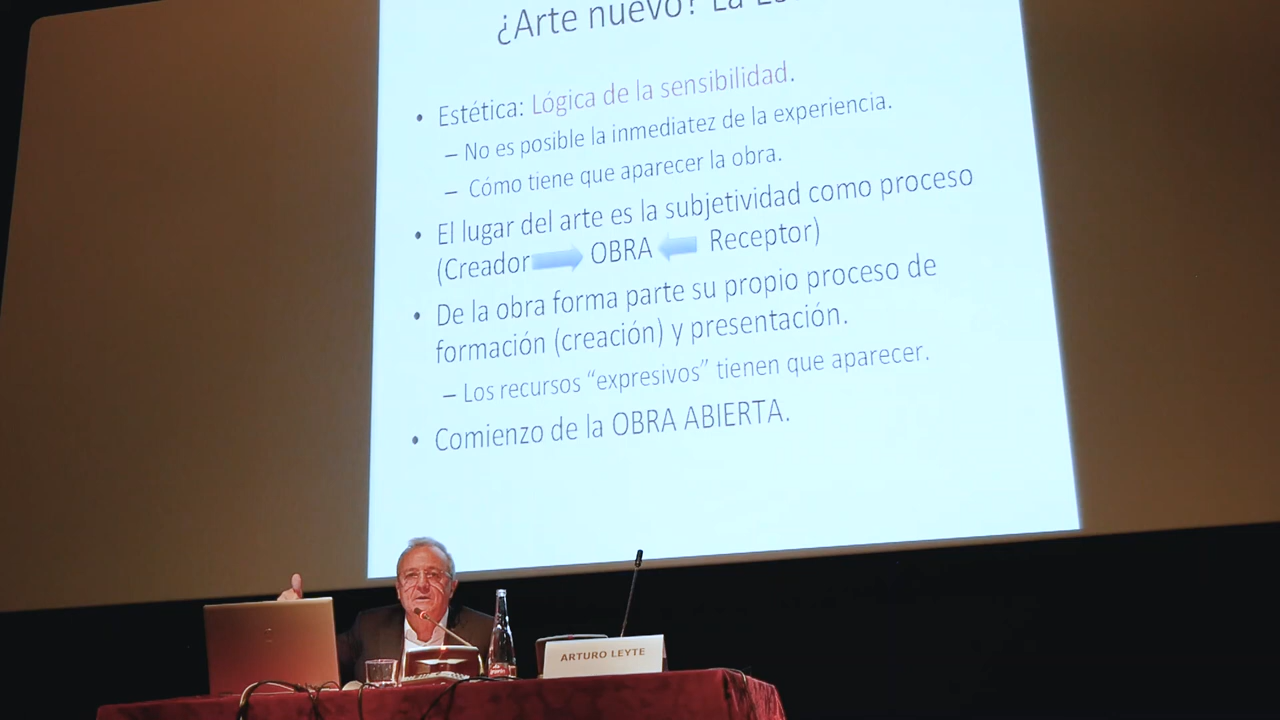 ¿Arte nuevo? La
• Estética: Lógica de la sensibilidad.
– No es posible la inmediatez de la experiencia.
– Cómo tiene que aparecer la obra.
• El lugar del arte es la subjetividad como proceso
(Creador OBRA Receptor)
• De la obra forma parte su propio proceso de
formación (creación) y presentación.
– Los recursos “expresivos” tienen que aparecer.
• Comienzo de la OBRA ABIERTA.
ARTURO LEYTE